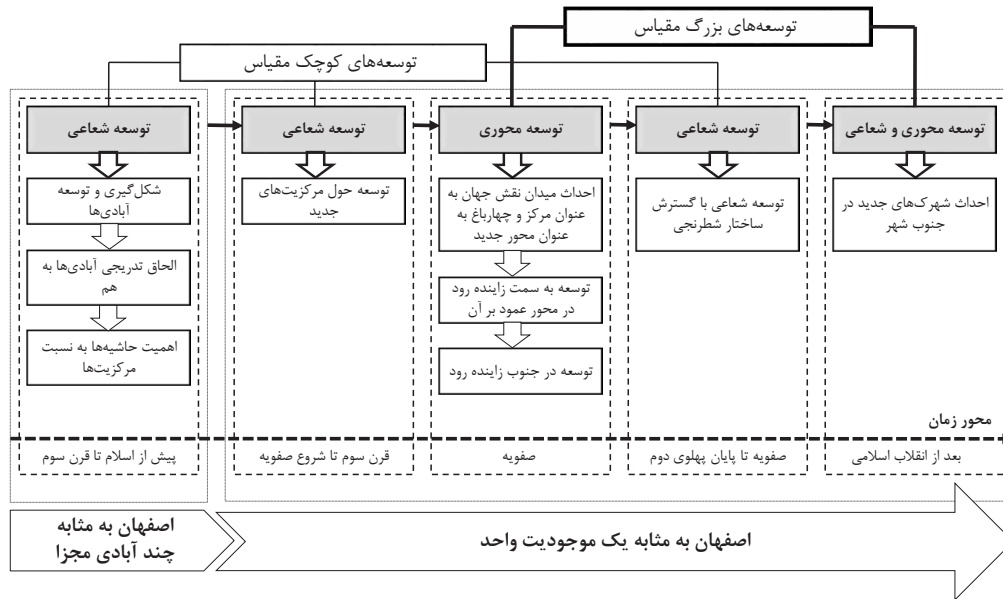 توسعه‌های بزرگ مقیاس
توسعه‌های کوچک مقیاس
توسعه شعاعی
توسعه شعاعی
توسعه محوری
توسعه شعاعی
توسعه محوری و شعاعی
شکل‌گیری و توسعه
آبادی‌ها
الحاق تدریجی آبادی‌ها به
هم
اهمیت حاشیه‌ها به نسبت
مرکزیت‌ها
توسعه حول مرکزیت‌های
جدید
احداث میدان نقش جهان به
عنوان مرکز و چهارباغ به
عنوان محور جدید
توسعه به سمت زاینده رود
در محور عمود بر آن
توسعه در جنوب زاینده رود
توسعه شعاعی با گسترش
ساختار شطرنجی
احداث شهرک‌های جدید در
جنوب شهر
محور زمان
پیش از اسلام تا قرن سوم
قرن سوم تا شروع صفویه
صفویه
صفویه تا پایان پهلوی دوم
بعد از انقلاب اسلامی
اصفهان به مثابه
چند آبادی مجزا
اصفهان به مثابه یک موجودیت واحد